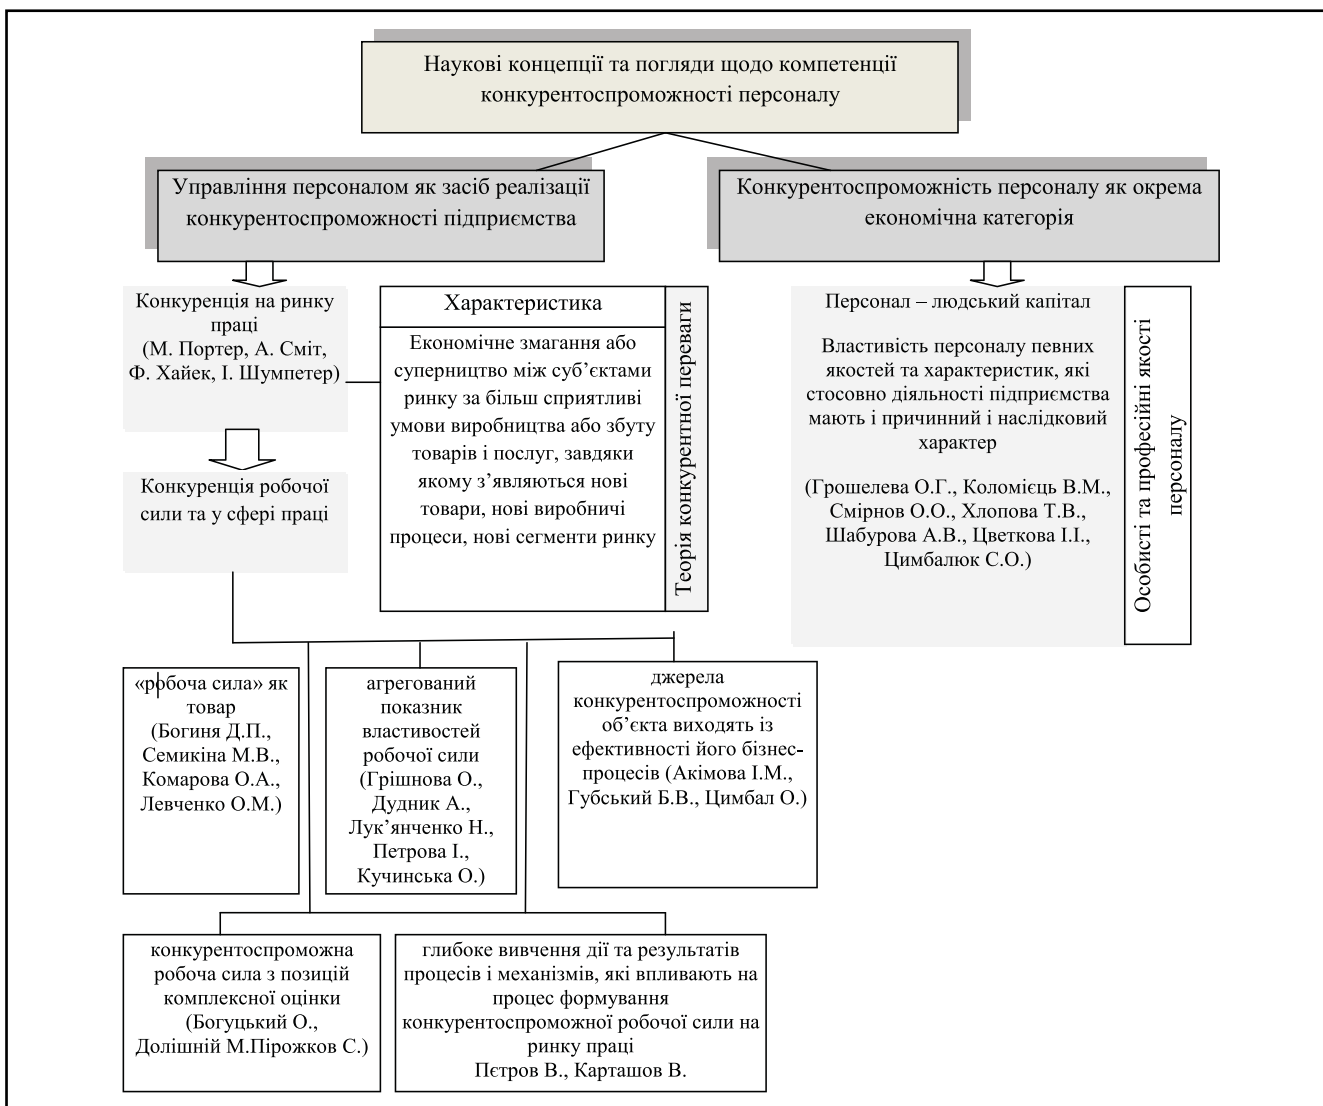 Наукові концепції та погляди щодо компетенції
конкурентоспроможності персоналу
Управління персоналом як засіб реалізації
конкурентоспроможності підприємства
Конкурентоспроможність персоналу як окрема
економічна категорія
Конкуренція на ринку
праці
(М. Портер, А. Сміт,
Ф. Хайек, І. Шумпетер)
Конкуренція робочої
сили та у сфері праці
Характеристика
Економічне змагання або
суперництво між суб’єктами
ринку за більш сприятливі
умови виробництва або збуту
товарів і послуг, завдяки
якому з’являються нові
товари, нові виробничі
процеси, нові сегменти ринку
Теорія конкурентної переваги
Персонал – людський капітал
Властивість персоналу певних
якостей та характеристик, які
стосовно діяльності підприємства
мають і причинний і наслідковий
характер
(Грошелева О.Г., Коломієць В.М.,
Смірнов О.О., Хлопова Т.В.,
Шабурова А.В., Цветкова І.І.,
Цимбалюк С.О.)
Особисті та професійні якості
персоналу
«робоча сила» як
товар
(Богиня Д.П.,
Семикіна М.В.,
Комарова О.А.,
Левченко О.М.)
агрегований
показник
властивостей
робочої сили
(Грішнова О.,
Дудник А.,
Лук’янченко Н.,
Петрова І.,
Кучинська О.)
джерела
конкурентоспроможності
об’єкта виходять із
ефективності його бізнес-
процесів (Акімова І.М.,
Губський Б.В., Цимбал О.)
конкурентоспроможна
робоча сила з позицій
комплексної оцінки
(Богуцький О.,
Долішній М.Пірожков С.)
глибоке вивчення дії та результатів
процесів і механізмів, які впливають на
процес формування
конкурентоспроможної робочої сили на
ринку праці
Пєтров В., Карташов В.